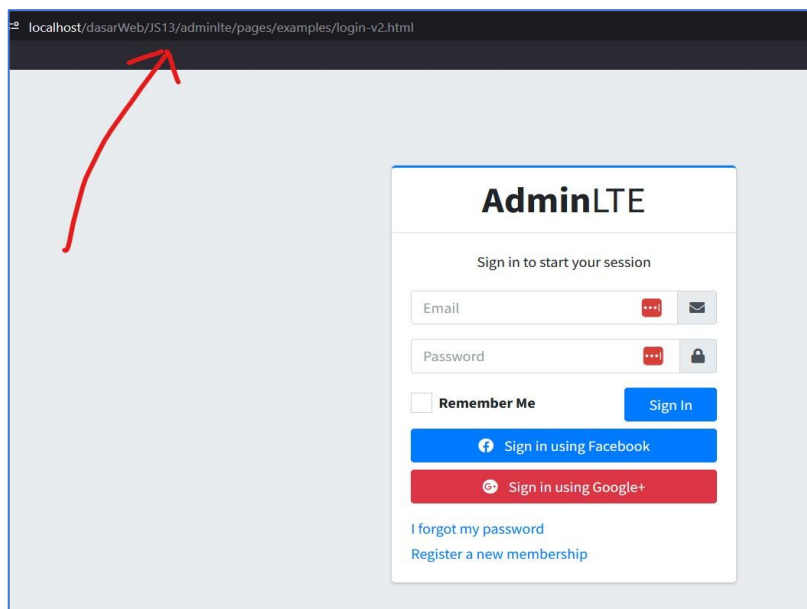 localhost/dasarWeb/JS13/adminlte/pages/examples/login-v2.html
AdminLTE
Sign in to start your session
Email
Password
Remember Me
Sign In
Sign in using Facebook
Sign in using Google+
I forgot my password
Register a new membership